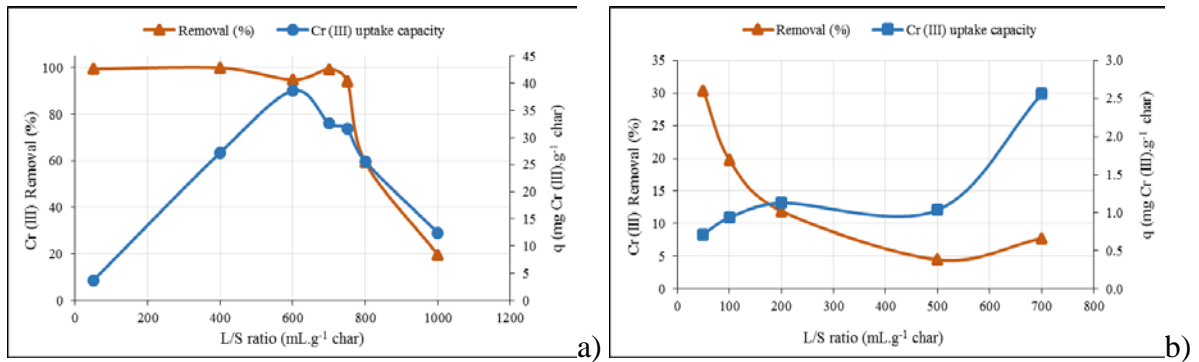 Removal (%)
Cr (III) uptake capacity
Cr (III) Removal (%)
100
80
60
40
20
0
45
40
35
30
25
20
15
10
5
0
q (mg Cr (III).g⁻¹ char)
0 200 400 600 800 1000 1200
L/S ratio (mL.g⁻¹ char)
a)
Removal (%)
Cr (III) uptake capacity
Cr (III) Removal (%)
35
30
25
20
15
10
5
0
3.0
2.5
2.0
1.5
1.0
0.5
0.0
q (mg Cr (III).g⁻¹ char)
0 100 200 300 400 500 600 700 800
L/S ratio (mL.g⁻¹ char)
b)